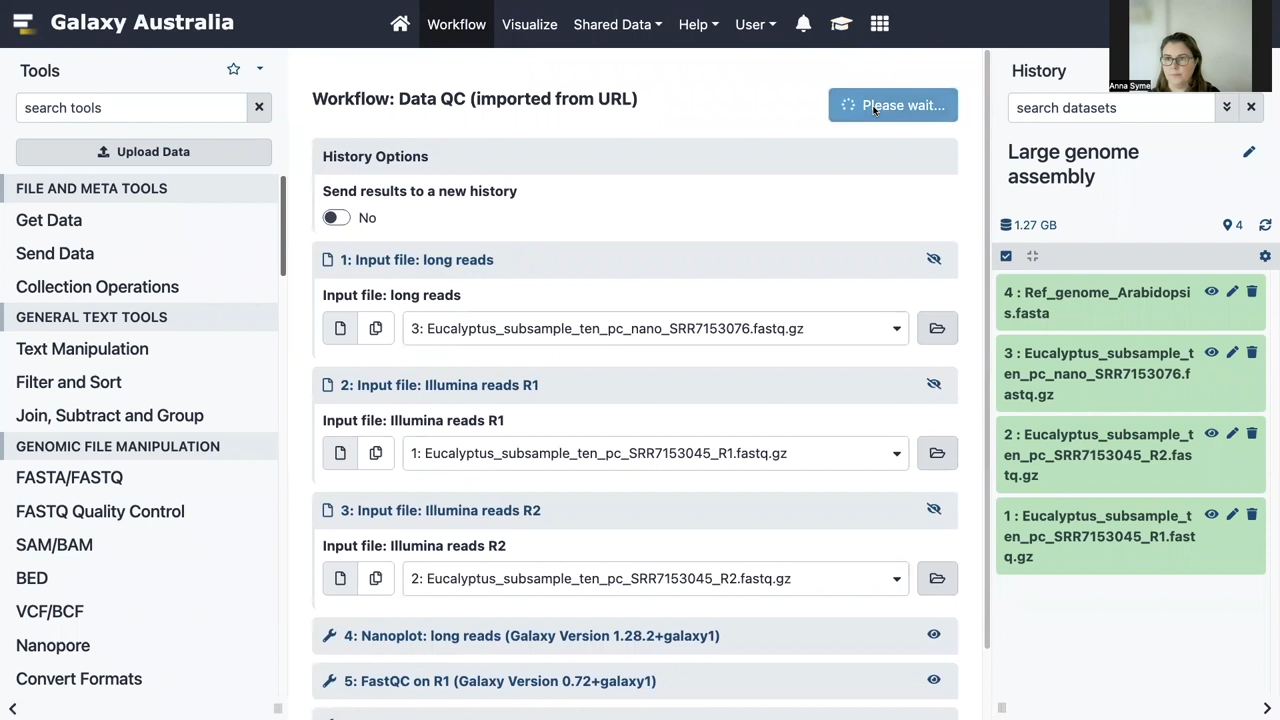 Galaxy Australia
Workflow
Visualize
Shared Data
Help
User
Anna Syme
Tools
search tools
Upload Data
FILE AND META TOOLS
Get Data
Send Data
Collection Operations
GENERAL TEXT TOOLS
Text Manipulation
Filter and Sort
Join, Subtract and Group
GENOMIC FILE MANIPULATION
FASTA/FASTQ
FASTQ Quality Control
SAM/BAM
BED
VCF/BCF
Nanopore
Convert Formats
Workflow: Data QC (imported from URL)
Please wait...
History Options
Send results to a new history
No
1: Input file: long reads
Input file: long reads
3: Eucalyptus_subsample_ten_pc_nano_SRR7153076.fastq.gz
2: Input file: Illumina reads R1
Input file: Illumina reads R1
1: Eucalyptus_subsample_ten_pc_SRR7153045_R1.fastq.gz
3: Input file: Illumina reads R2
Input file: Illumina reads R2
2: Eucalyptus_subsample_ten_pc_SRR7153045_R2.fastq.gz
4: Nanoplot: long reads (Galaxy Version 1.28.2+galaxy1)
5: FastQC on R1 (Galaxy Version 0.72+galaxy1)
History
search datasets
Large genome
assembly
1.27 GB
4
4 : Ref_genome_Arabidopsi
s.fasta
3 : Eucalyptus_subsample_t
en_pc_nano_SRR7153076.f
astq.gz
2 : Eucalyptus_subsample_t
en_pc_SRR7153045_R2.fas
tq.gz
1 : Eucalyptus_subsample_t
en_pc_SRR7153045_R1.fast
q.gz